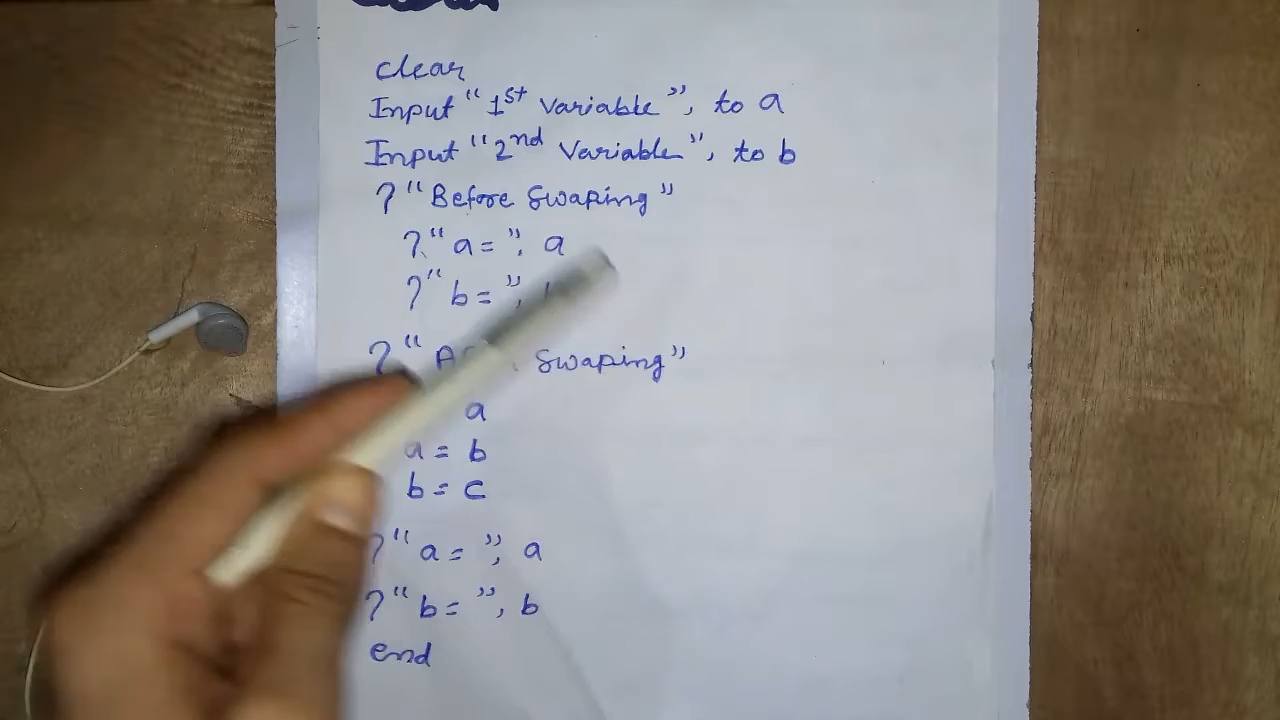 clear
Input "1st Variable", to a
Input "2nd Variable", to b
? "Before Swaping"
? "a = ", a
? "b = ",
? " Swaping"
a
a = b
b = c
? "a = ", a
? "b = ", b
end